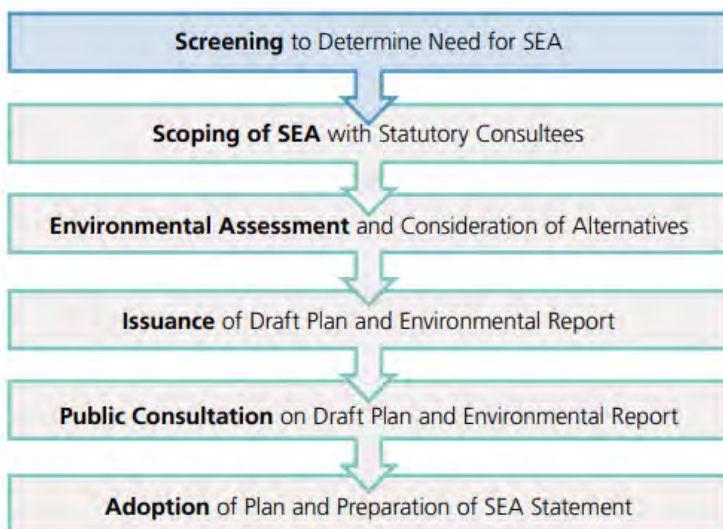 Screening to Determine Need for SEA
Scoping of SEA with Statutory Consultees
Environmental Assessment and Consideration of Alternatives
Issuance of Draft Plan and Environmental Report
Public Consultation on Draft Plan and Environmental Report
Adoption of Plan and Preparation of SEA Statement